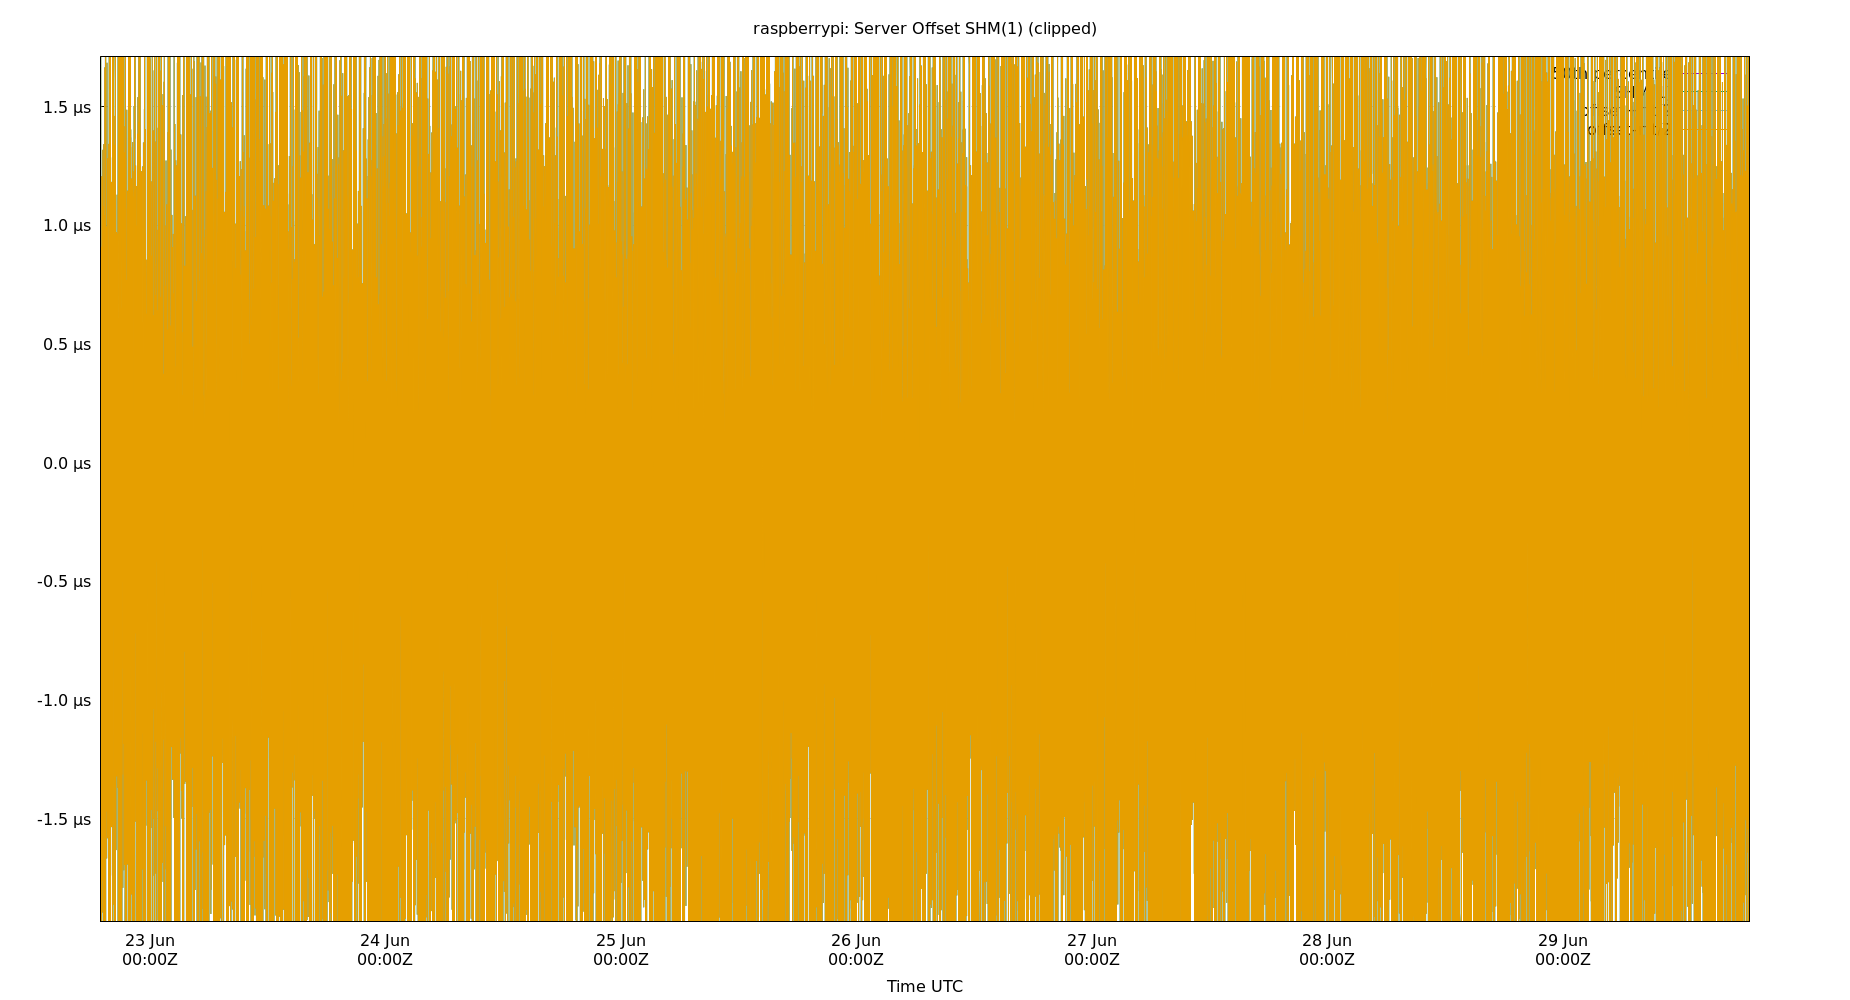 raspberrypi: Server Offset SHM(1) (clipped)
1.5 µs
1.0 µs
0.5 µs
0.0 µs
-0.5 µs
-1.0 µs
-1.5 µs
23 Jun 24 Jun 25 Jun 26 Jun 27 Jun 28 Jun 29 Jun
00:00Z 00:00Z 00:00Z 00:00Z 00:00Z 00:00Z 00:00Z
Time UTC